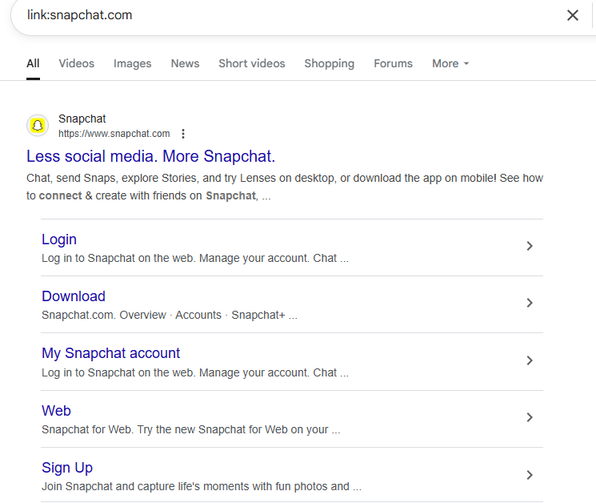 link:snapchat.com
All Videos Images News Short videos Shopping Forums More
Snapchat
https://www.snapchat.com
Less social media. More Snapchat.
Chat, send Snaps, explore Stories, and try Lenses on desktop, or download the app on mobile! See how
to connect & create with friends on Snapchat, ...
Login
Log in to Snapchat on the web. Manage your account. Chat ...
Download
Snapchat.com. Overview · Accounts · Snapchat+ ...
My Snapchat account
Log in to Snapchat on the web. Manage your account. Chat ...
Web
Snapchat for Web. Try the new Snapchat for Web on your ...
Sign Up
Join Snapchat and capture life's moments with fun photos and ...